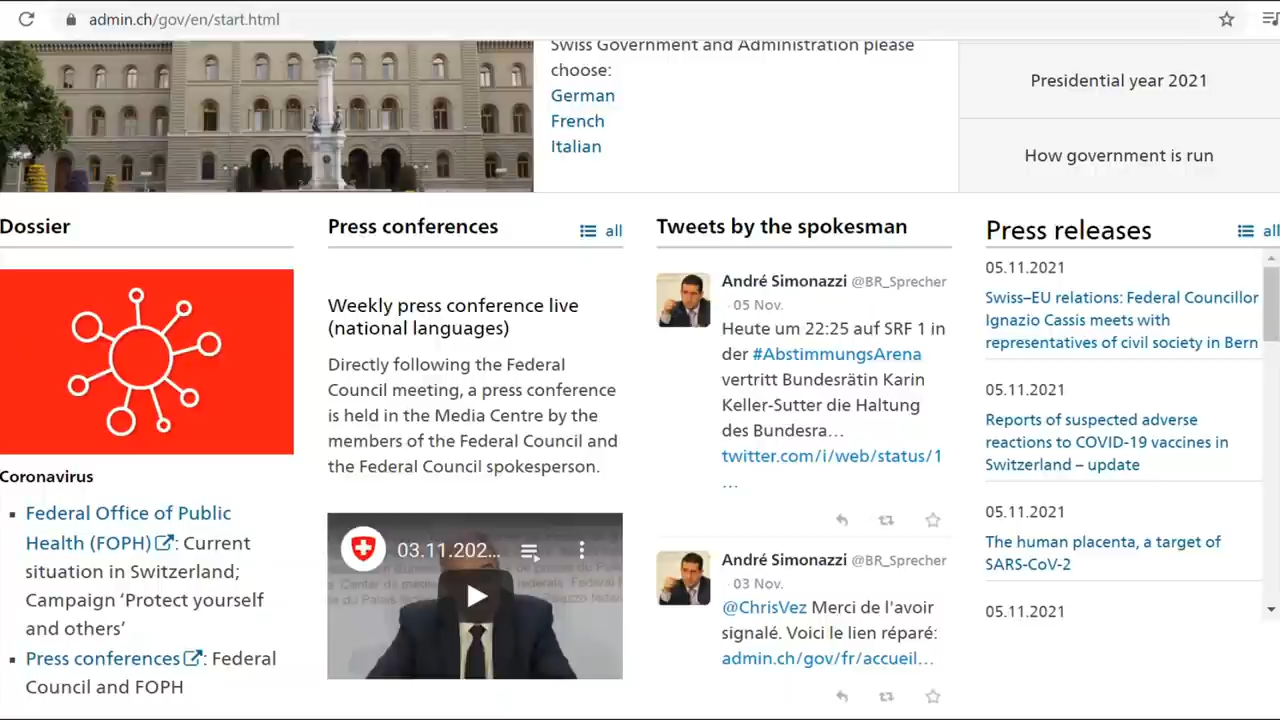 admin.ch/gov/en/start.html
Swiss Government and Administration please
choose:
German
French
Italian
Presidential year 2021
How government is run
Dossier
Coronavirus
Federal Office of Public
Health (FOPH): Current
situation in Switzerland;
Campaign ‘Protect yourself
and others’
Press conferences: Federal
Council and FOPH
Press conferences
all
Weekly press conference live
(national languages)
Directly following the Federal
Council meeting, a press conference
is held in the Media Centre by the
members of the Federal Council and
the Federal Council spokesperson.
03.11.202...
Tweets by the spokesman
André Simonazzi @BR_Sprecher
· 05 Nov.
Heute um 22:25 auf SRF 1 in
der #AbstimmungsArena
vertritt Bundesrätin Karin
Keller-Sutter die Haltung
des Bundesra…
twitter.com/i/web/status/1
…
André Simonazzi @BR_Sprecher
· 03 Nov.
@ChrisVez Merci de l'avoir
signalé. Voici le lien réparé:
admin.ch/gov/fr/accueil…
Press releases
all
05.11.2021
Swiss–EU relations: Federal Councillor
Ignazio Cassis meets with
representatives of civil society in Bern
05.11.2021
Reports of suspected adverse
reactions to COVID-19 vaccines in
Switzerland – update
05.11.2021
The human placenta, a target of
SARS-CoV-2
05.11.2021